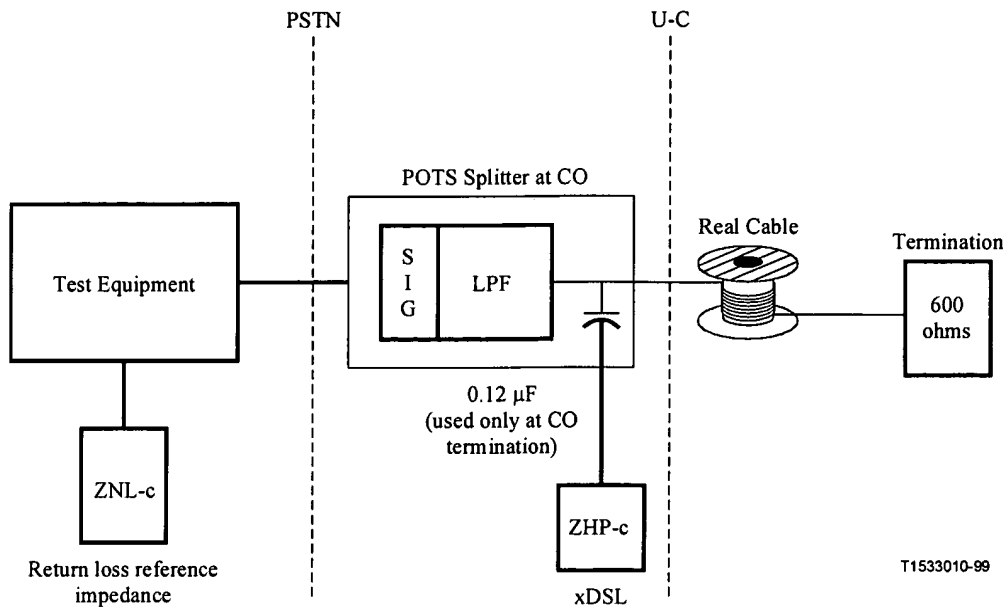 PSTN
U-C
POTS Splitter at CO
Test Equipment
S
I
G
LPF
Real Cable
Termination
600
ohms
0.12 μF
(used only at CO
termination)
ZNL-c
ZHP-c
Return loss reference
impedance
xDSL
T1533010-99